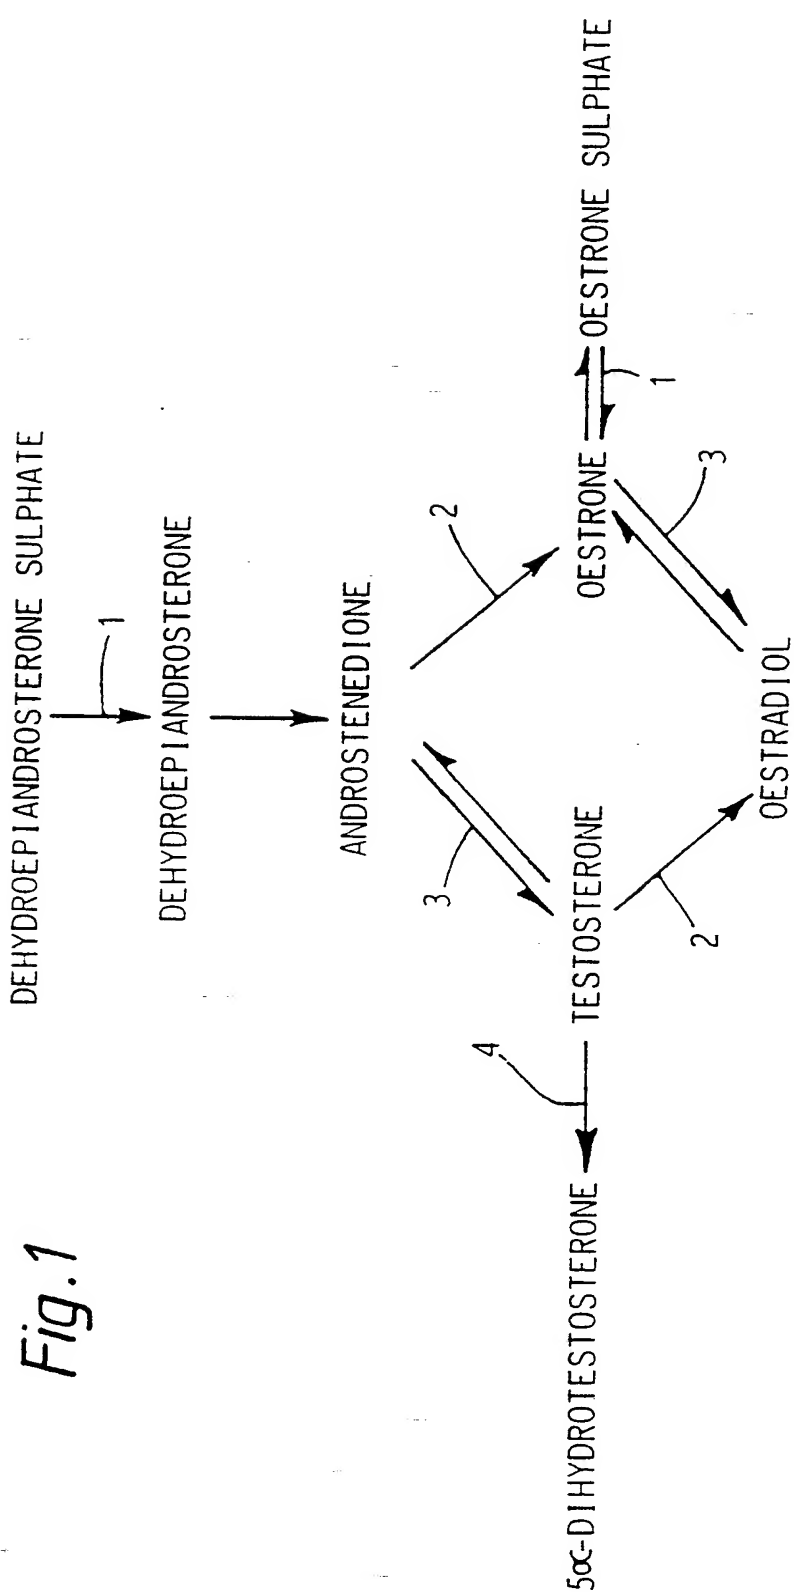 Fig.1
DEHYDROEPIANDROSTERONE SULPHATE
1
DEHYDROEPIANDROSTERONE
ANDROSTENEDIONE
3
2
4
5α-DIHYDROTESTOSTERONE
TESTOSTERONE
OESTRONE
OESTRONE SULPHATE
1
2
3
OESTRADIOL